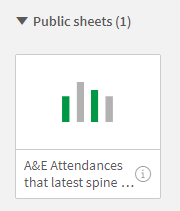 Public sheets (1)
A&E Attendances
that latest spine ...